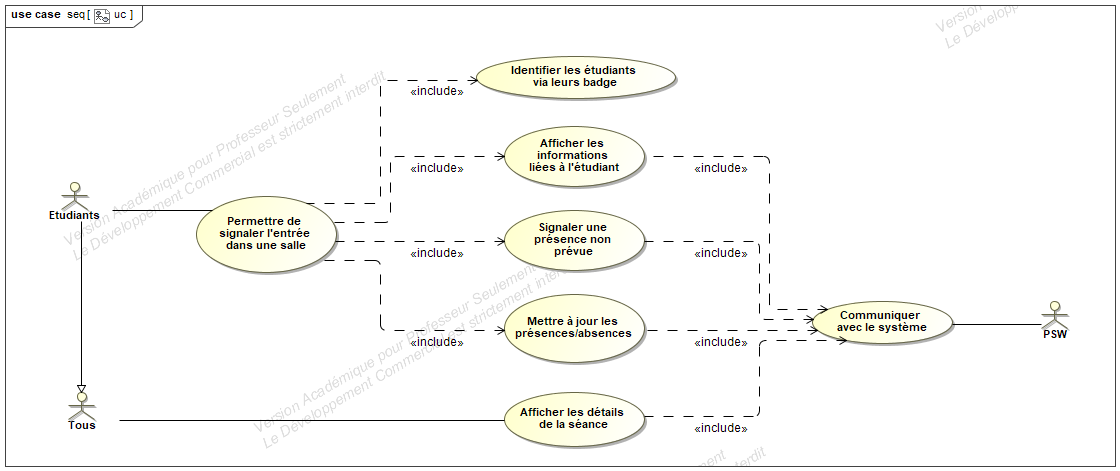 use case seq [ uc ]
Version
Le Développement
Version Académique pour Professeur Seulement
Le Développement Commercial est strictement interdit
Identifier les étudiants
via leurs badge
«include»
Afficher les
informations
liées à l'étudiant
«include»
«include»
Etudiants
Permettre de
signaler l'entrée
dans une salle
Signaler une
présence non
prévue
«include»
«include»
Version Académique pour Professeur Seulement
Le Développement Commercial est strictement interdit
Mettre à jour les
présences/absences
«include»
«include»
Communiquer
avec le système
PSW
Tous
Afficher les détails
de la séance
«include»